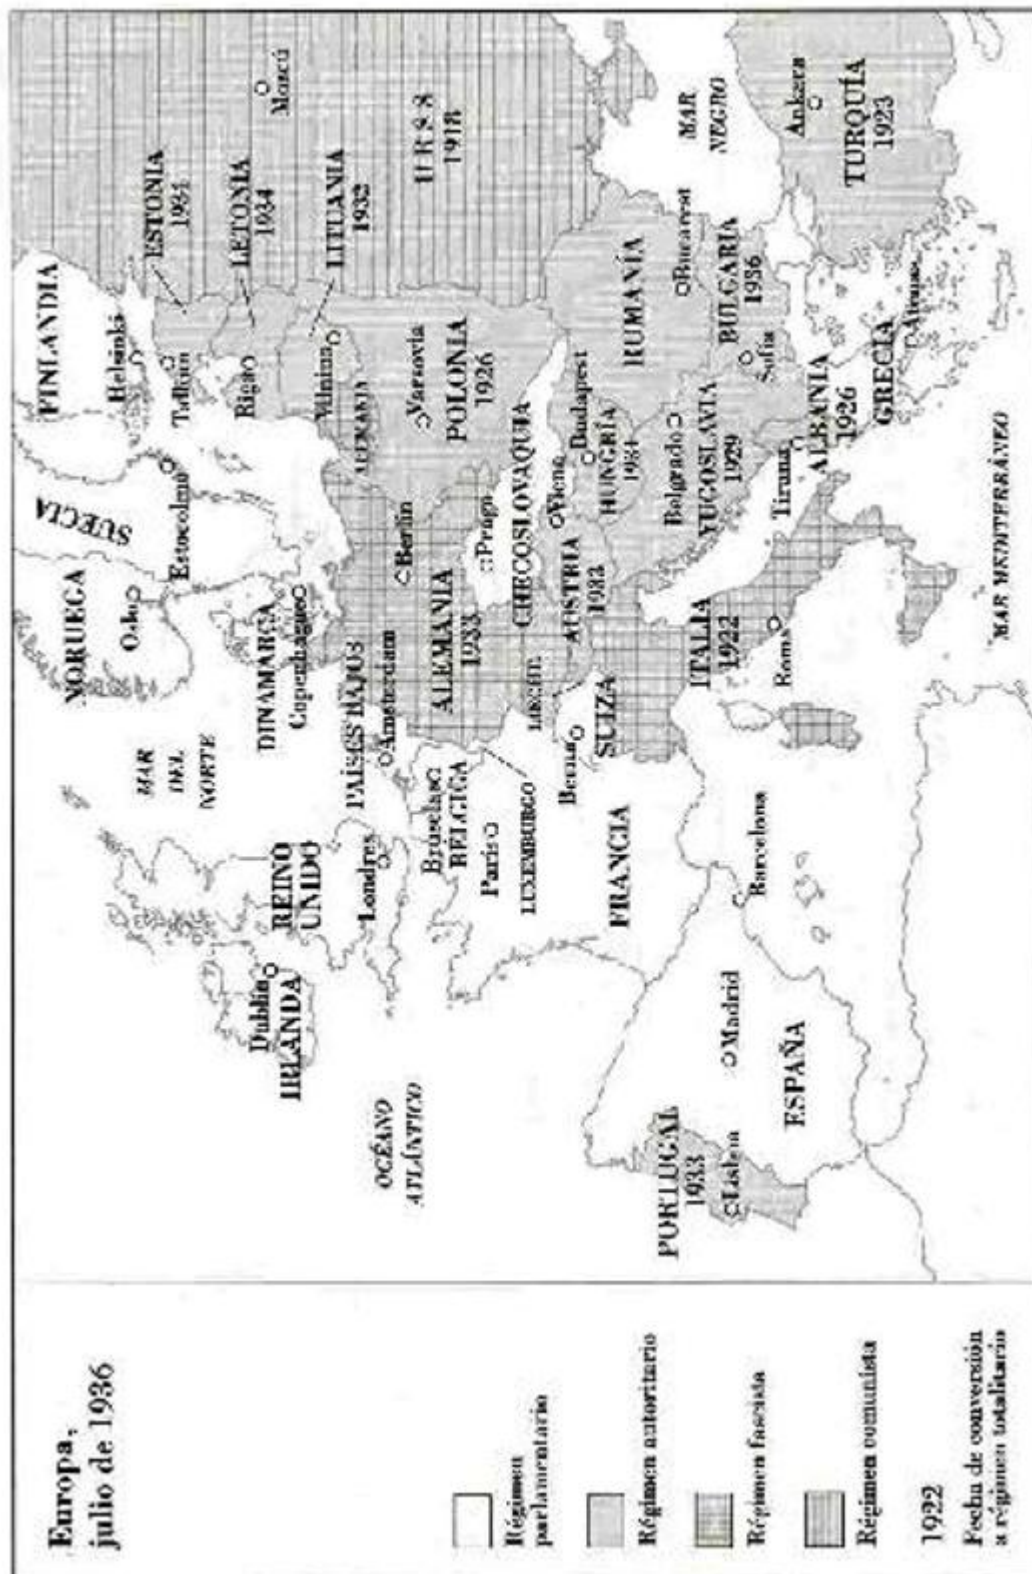 Europa,
julio de 1936
Régimen
parlamentario
Régimen autoritario
Régimen fascista
Régimen comunista
1922
Fecha de conversión
a régimen totalitario
NORUEGA
Oslo
SUECIA
Estocolmo
FINLANDIA
Helsinki
Tallinn
ESTONIA
1934
Riga
LETONIA
1934
Vilnius
LITUANIA
1932
Moscú
URSS
1918
MAR
DEL
NORTE
DINAMARCA
Copenhague
IRLANDA
Dublín
REINO
UNIDO
Londres
PAÍSES BAJOS
Amsterdam
ALEMANIA
1933
Berlín
ALEMANIA
POLONIA
1926
Varsovia
OCÉANO
ATLÁNTICO
Bruselas
BÉLGICA
París
LUXEMBURGO
FRANCIA
Berna
SUIZA
Praga
CHECOSLOVAQUIA
Viena
AUSTRIA
1933
Budapest
HUNGRÍA
RUMANÍA
Bucarest
Belgrado
YUGOSLAVIA
1929
BULGARIA
1936
Sofía
MAR
NEGRO
Ankara
TURQUÍA
1923
ITALIA
1922
Roma
Tirana
ALBANIA
1926
GRECIA
Atenas
PORTUGAL
1933
Lisboa
Madrid
ESPAÑA
Barcelona
MAR MEDITERRÁNEO